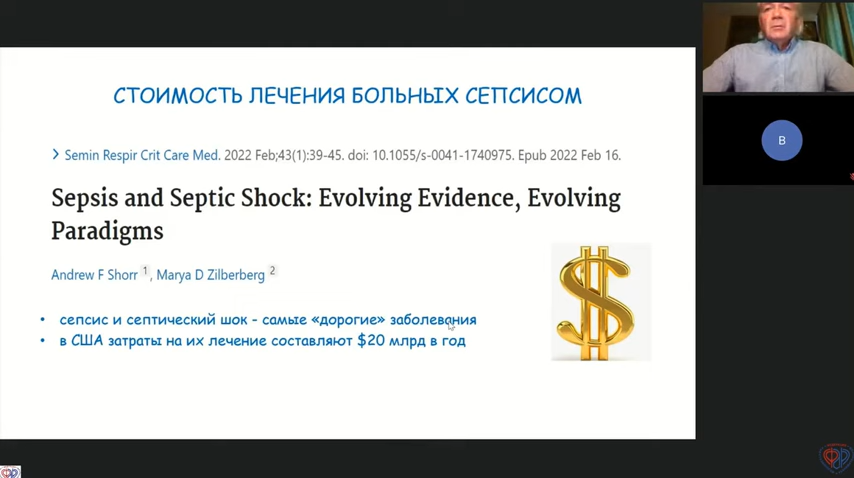 СТОИМОСТЬ ЛЕЧЕНИЯ БОЛЬНЫХ СЕПСИСОМ
> Semin Respir Crit Care Med. 2022 Feb;43(1):39-45. doi: 10.1055/s-0041-1740975. Epub 2022 Feb 16.
Sepsis and Septic Shock: Evolving Evidence, Evolving
Paradigms
Andrew F Shorr 1, Marya D Zilberberg 2
• сепсис и септический шок - самые «дорогие» заболевания
• в США затраты на их лечение составляют $20 млрд в год
В